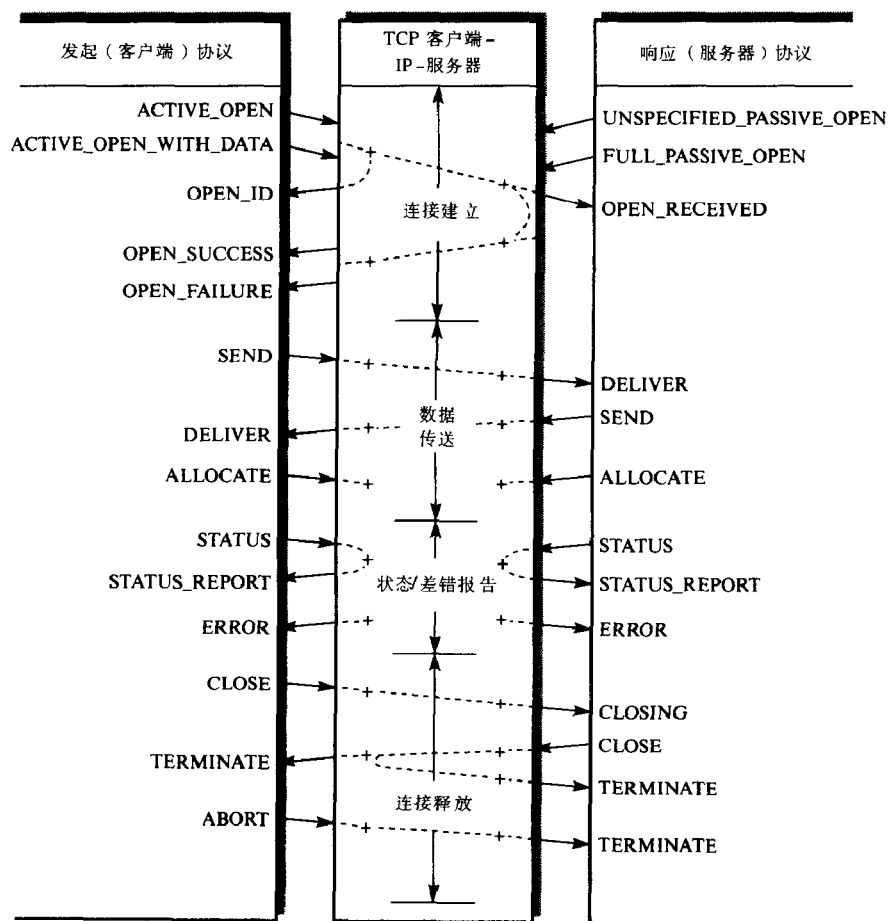 发起（客户端）协议
TCP 客户端-
IP-服务器
响应（服务器）协议
ACTIVE_OPEN
ACTIVE_OPEN_WITH_DATA
OPEN_ID
OPEN_SUCCESS
OPEN_FAILURE
连接建立
UNSPECIFIED_PASSIVE_OPEN
FULL_PASSIVE_OPEN
OPEN_RECEIVED
SEND
DELIVER
ALLOCATE
数据
传送
DELIVER
SEND
ALLOCATE
STATUS
STATUS_REPORT
ERROR
状态/差错报告
STATUS
STATUS_REPORT
ERROR
CLOSE
TERMINATE
ABORT
连接释放
CLOSING
CLOSE
TERMINATE
TERMINATE